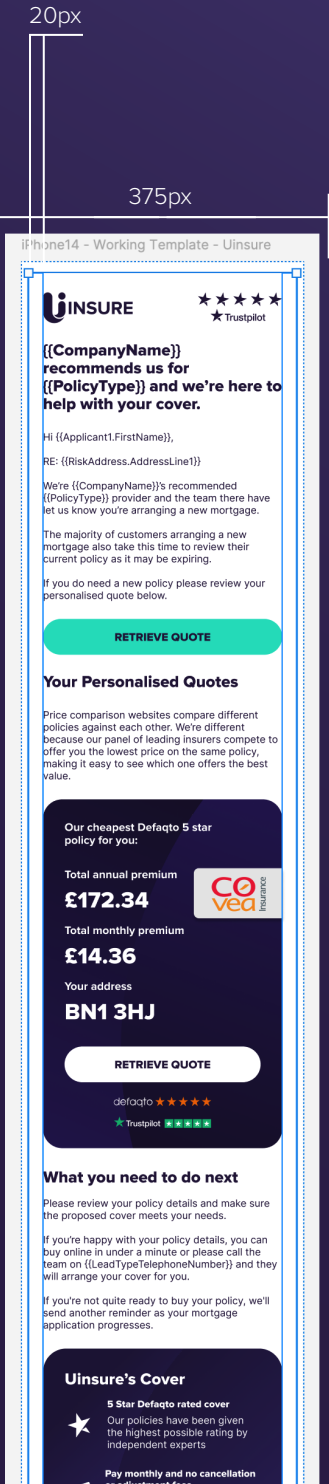 20px
375px
iPhone14 - Working Template - Uinsure
UINSURE
Trustpilot
{{CompanyName}}
recommends us for
{{PolicyType}} and we're here to
help with your cover.
Hi {{Applicant1.FirstName}},
RE: {{RiskAddress.AddressLine1}}
We're {{CompanyName}}'s recommended
{{PolicyType}} provider and the team there have
let us know you're arranging a new mortgage.
The majority of customers arranging a new
mortgage also take this time to review their
current policy as it may be expiring.
If you do need a new policy please review your
personalised quote below.
RETRIEVE QUOTE
Your Personalised Quotes
Price comparison websites compare different
policies against each other. We're different
because our panel of leading insurers compete to
offer you the lowest price on the same policy,
making it easy to see which one offers the best
value.
Our cheapest Defaqto 5 star
policy for you:
Total annual premium
£172.34
covea Insurance
Total monthly premium
£14.36
Your address
BN1 3HJ
RETRIEVE QUOTE
defaqto
Trustpilot
What you need to do next
Please review your policy details and make sure
the proposed cover meets your needs.
If you're happy with your policy details, you can
buy online in under a minute or please call the
team on {{LeadTypeTelephoneNumber}} and they
will arrange your cover for you.
If you're not quite ready to buy your policy, we'll
send another reminder as your mortgage
application progresses.
Uinsure's Cover
5 Star Defaqto rated cover
Our policies have been given
the highest possible rating by
independent experts
Pay monthly and no cancellation
or adjustment fees